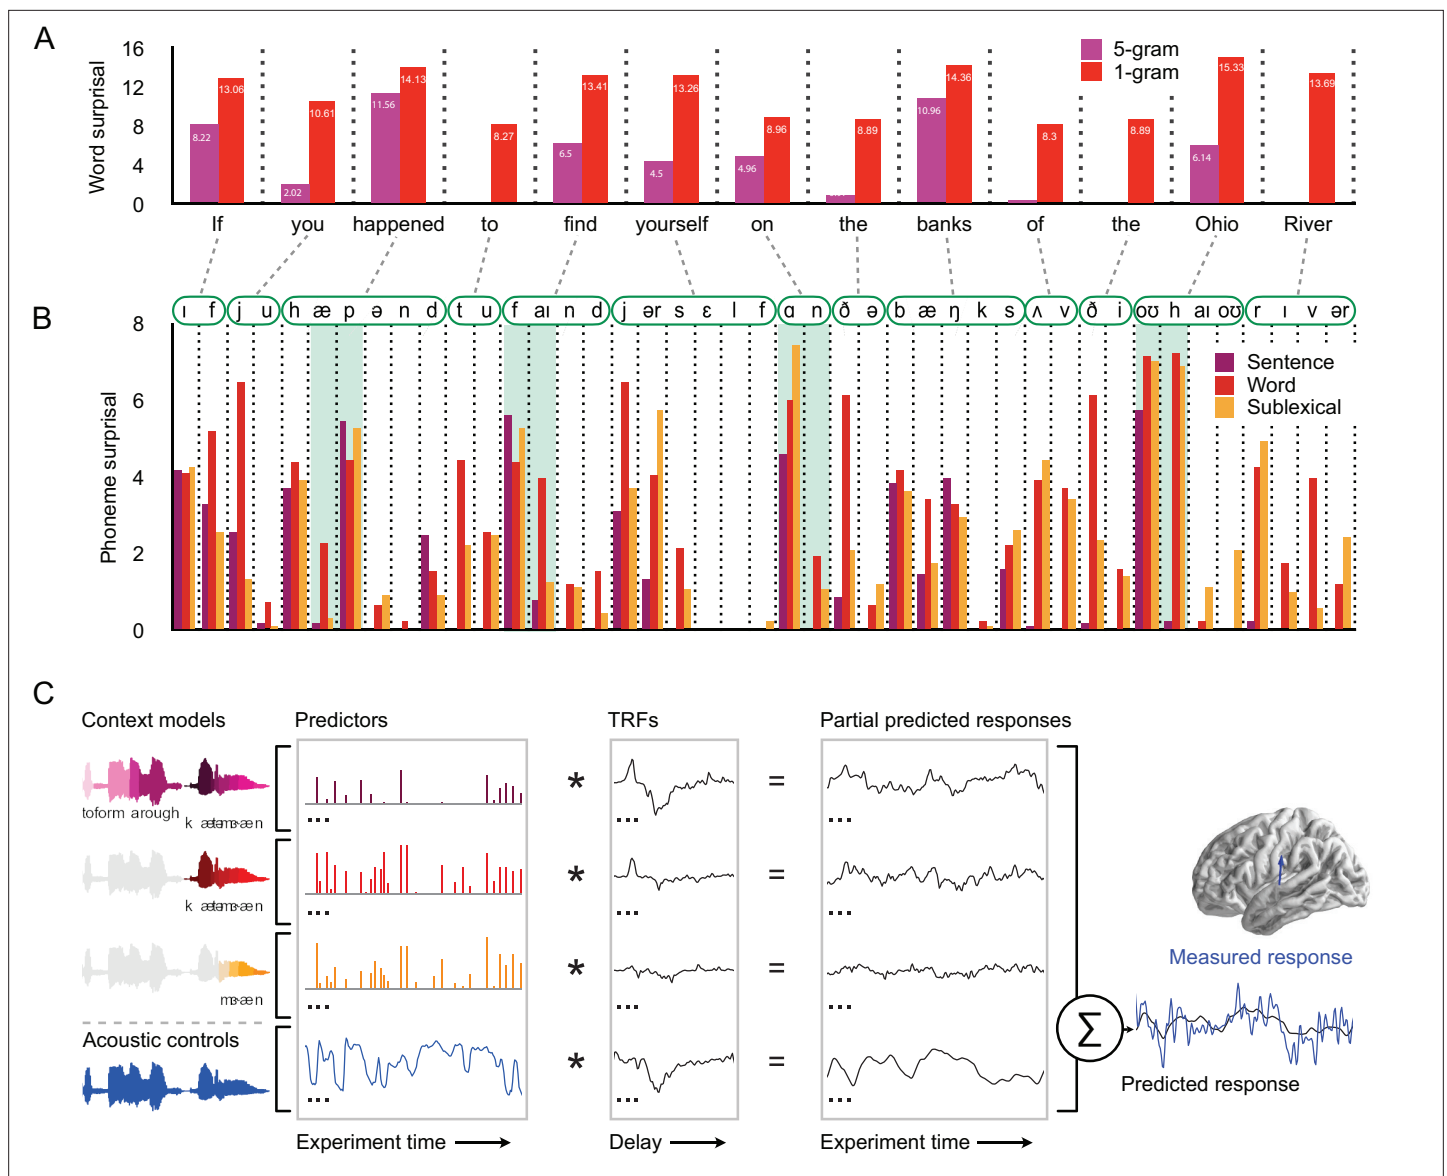 A
Word surprisal
16
12
8
4
0
5-gram
1-gram
8.22 13.06 2.02 10.61 11.56 14.13 8.27 6.5 13.41 4.5 13.26 4.96 8.96 8.89 10.96 14.36 8.3 8.89 6.14 15.33 13.69
If you happened to find yourself on the banks of the Ohio River
B
ɪ f j u h æ p ə n d t u f aɪ n d j ər s ɛ l f ɑ n ð ə b æ ŋ k s ʌ v ð i oʊ h aɪ oʊ r ɪ v ər
Phoneme surprisal
8
6
4
2
0
Sentence
Word
Sublexical
C
Context models Predictors TRFs Partial predicted responses
toform arough
* =
* =
* =
Acoustic controls
* =
Σ
Measured response
Predicted response
Experiment time Delay Experiment time